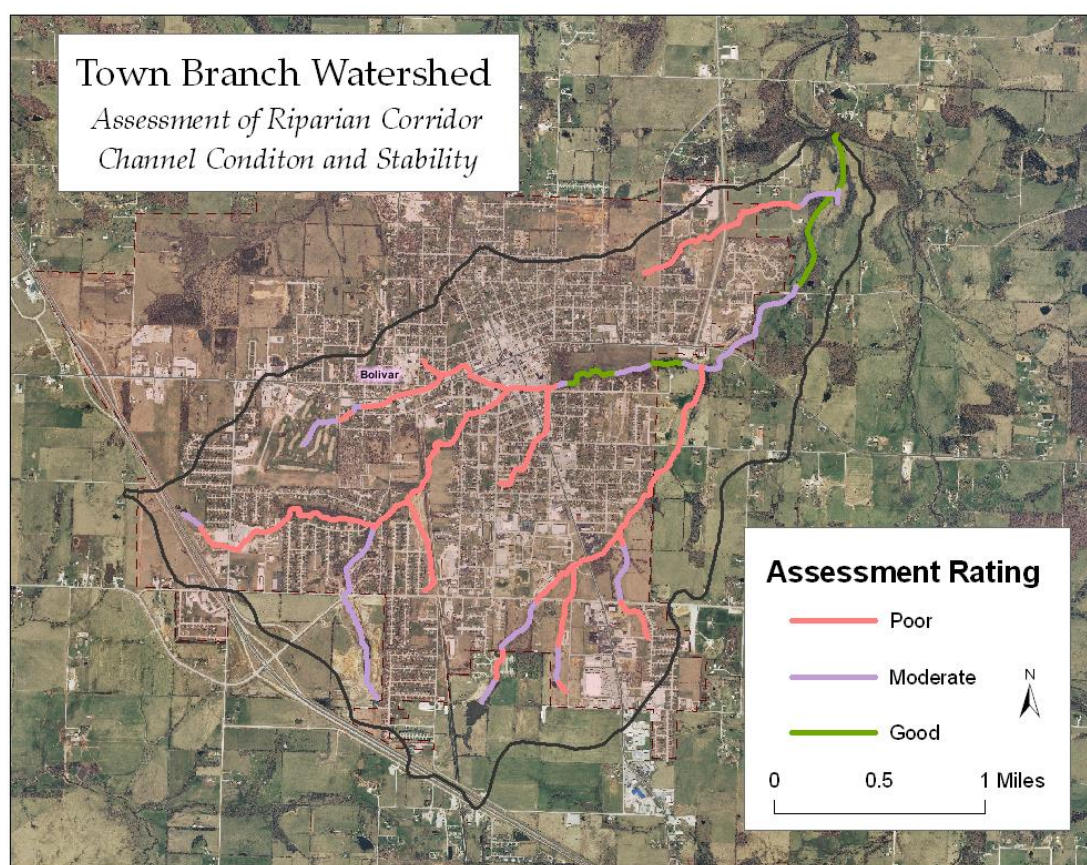 Town Branch Watershed
Assessment of Riparian Corridor
Channel Conditon and Stability
Bolivar
Assessment Rating
Poor
Moderate
Good
N
0 0.5 1 Miles